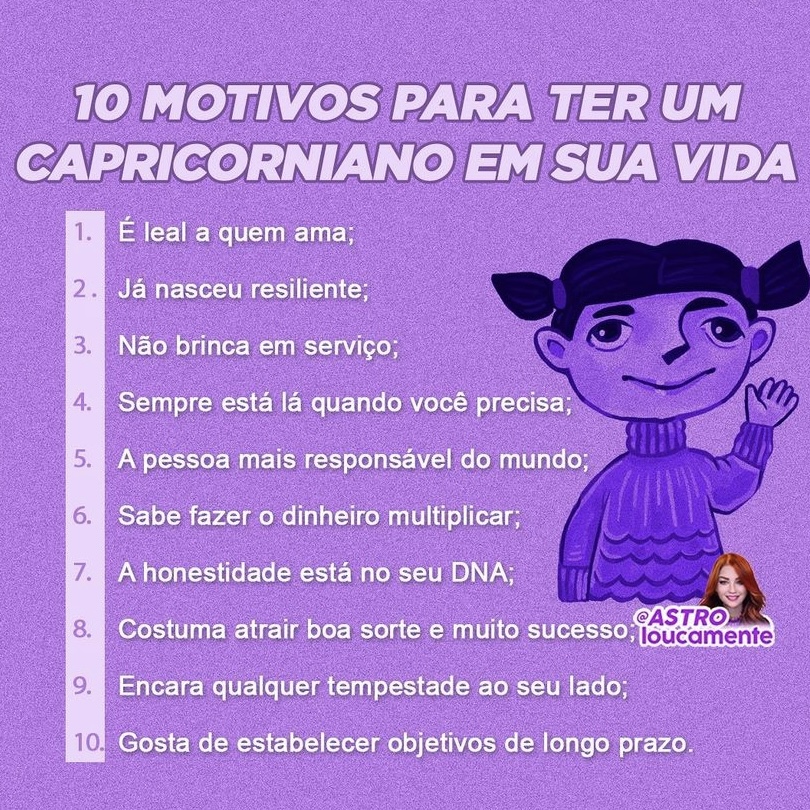 10 MOTIVOS PARA TER UM
CAPRICORNIANO EM SUA VIDA
1. É leal a quem ama;
2. Já nasceu resiliente;
3. Não brinca em serviço;
4. Sempre está lá quando você precisa;
5. A pessoa mais responsável do mundo;
6. Sabe fazer o dinheiro multiplicar;
7. A honestidade está no seu DNA;
8. Costuma atrair boa sorte e muito sucesso;
@ASTRO
loucamente
9. Encara qualquer tempestade ao seu lado;
10. Gosta de estabelecer objetivos de longo prazo.